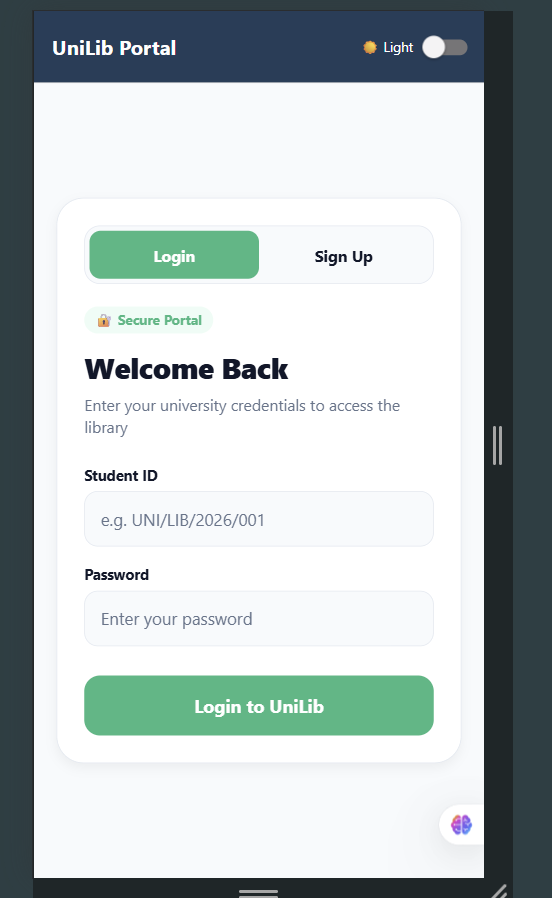 UniLib Portal
Light
Login
Sign Up
Secure Portal
Welcome Back
Enter your university credentials to access the
library
Student ID
e.g. UNI/LIB/2026/001
Password
Enter your password
Login to UniLib